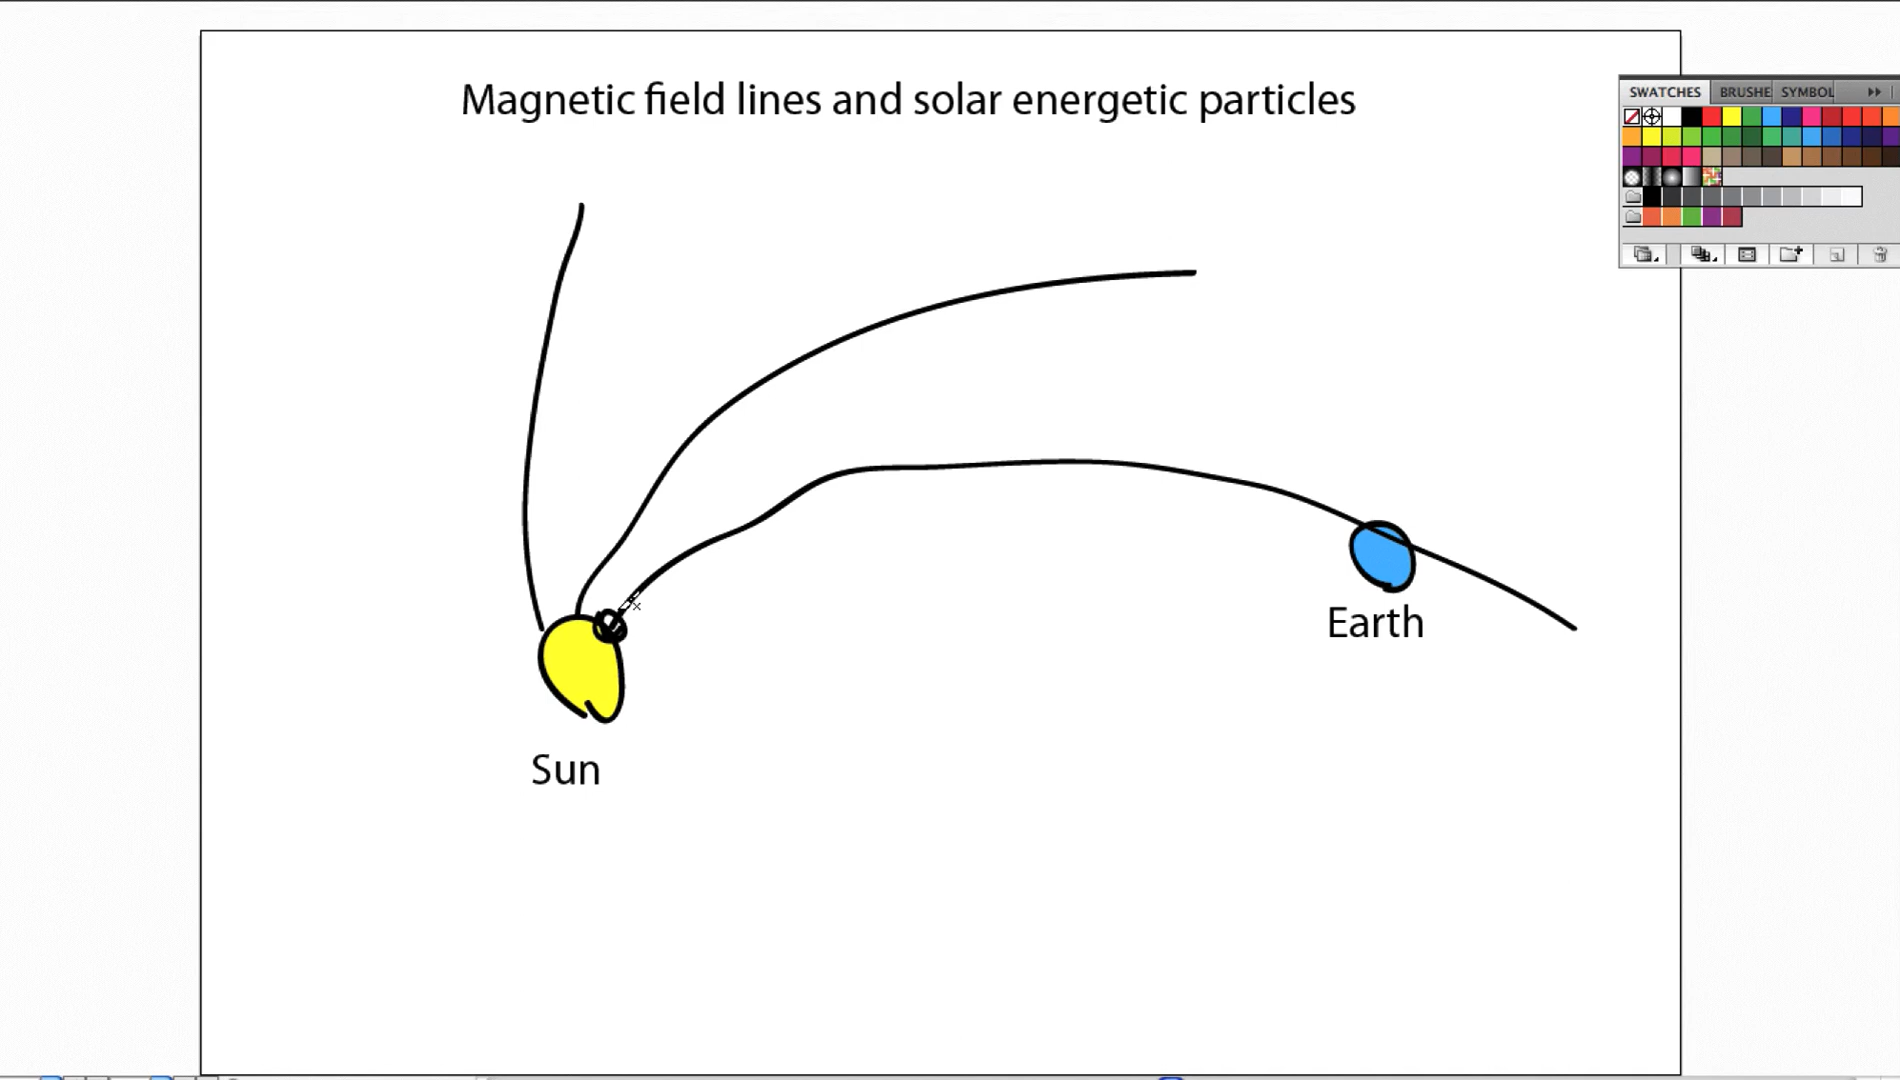 Magnetic field lines and solar energetic particles
SWATCHES BRUSHE SYMBOL
Earth
Sun